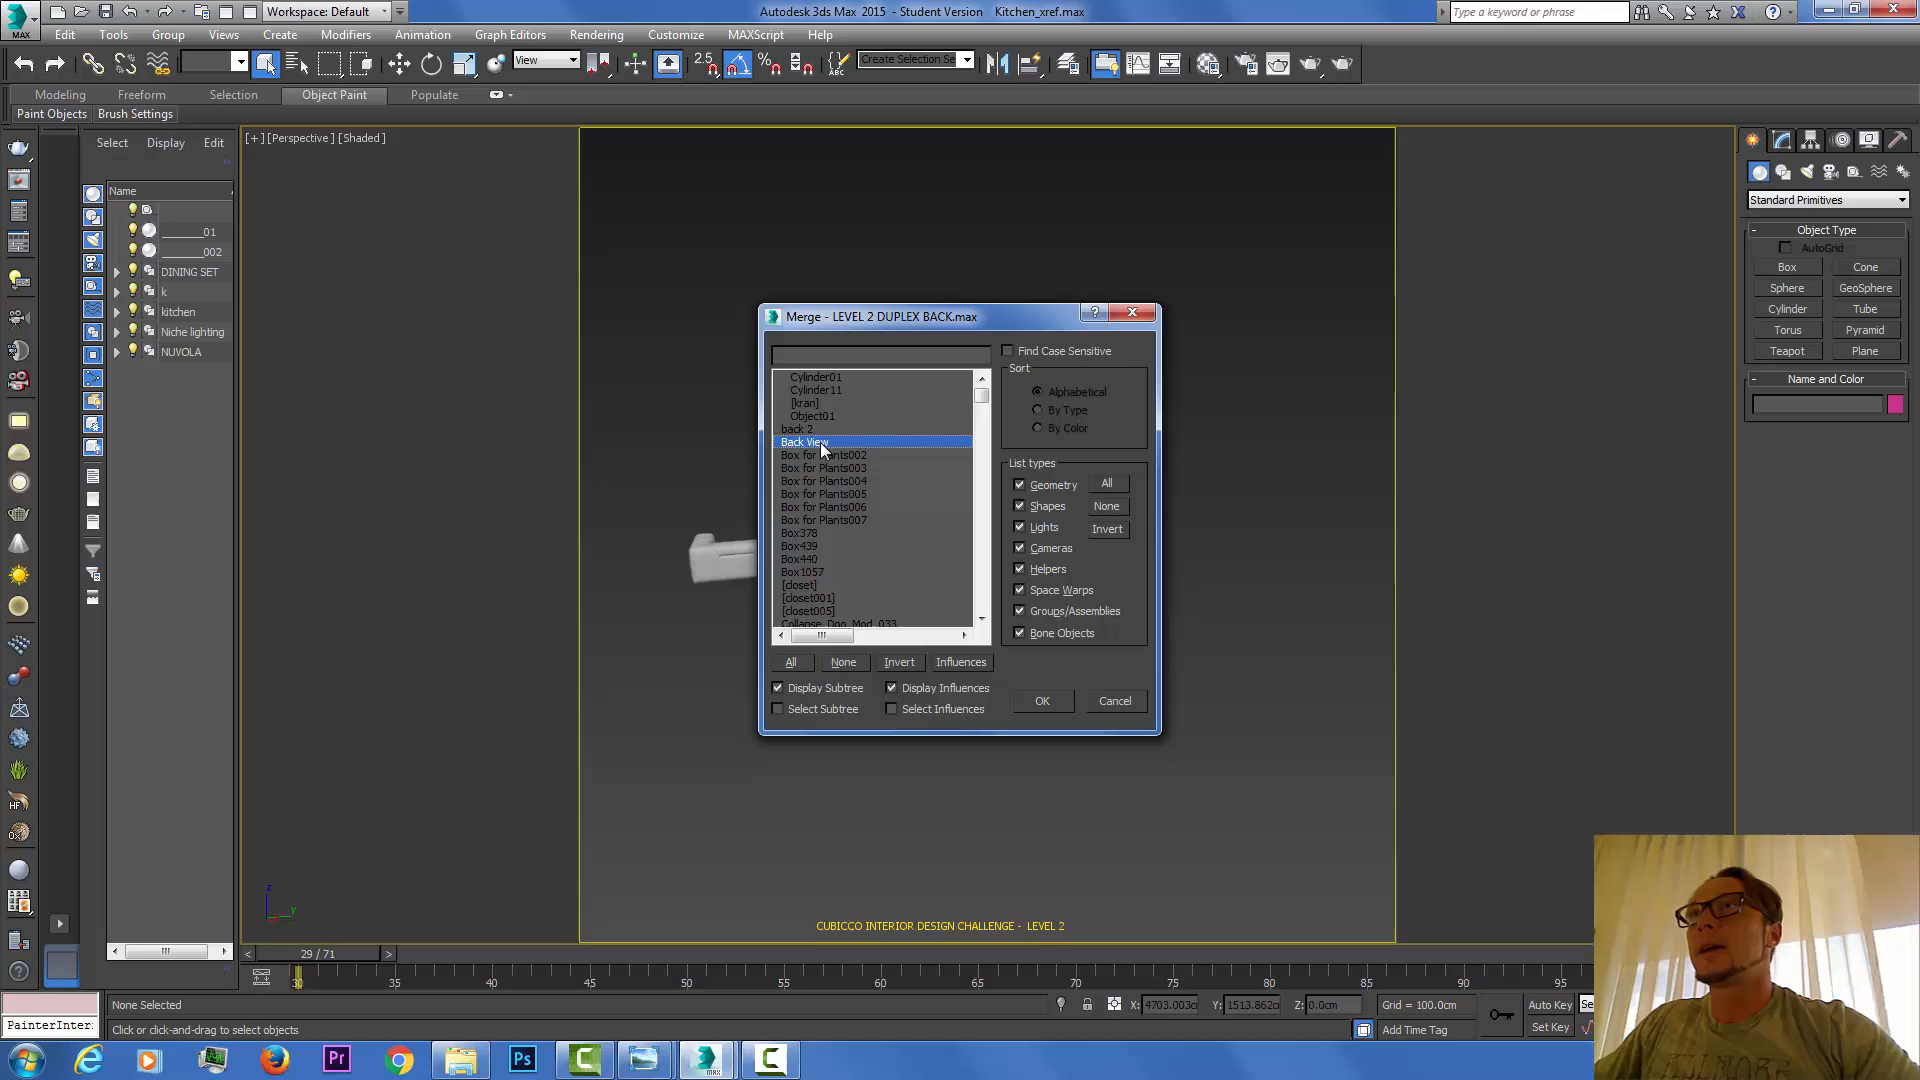 Workspace: Default
Autodesk 3ds Max 2015 - Student Version Kitchen_xref.max
Type a keyword or phrase
MAX
Edit Tools Group Views Create Modifiers Animation Graph Editors Rendering Customize MAXScript Help
View
2.5
Create Selection Se
Modeling Freeform Selection Object Paint Populate
Paint Objects Brush Settings
Select Display Edit
[+] [Perspective] [Shaded]
Name
_______01
_______002
DINING SET
k
kitchen
Niche lighting
NUVOLA
Merge - LEVEL 2 DUPLEX BACK.max
Cylinder01
Cylinder11
[kran]
Object01
back 2
Back View
Box for Plants002
Box for Plants003
Box for Plants004
Box for Plants005
Box for Plants006
Box for Plants007
Box378
Box439
Box440
Box1057
[closet]
[closet001]
[closet005]
Find Case Sensitive
Sort
Alphabetical
By Type
By Color
List types
Geometry All
Shapes None
Lights Invert
Cameras
Helpers
Space Warps
Groups/Assemblies
Bone Objects
All None Invert Influences
Display Subtree Display Influences
Select Subtree Select Influences
OK Cancel
Standard Primitives
Object Type
AutoGrid
Box Cone
Sphere GeoSphere
Cylinder Tube
Torus Pyramid
Teapot Plane
Name and Color
z
y
CUBICCO INTERIOR DESIGN CHALLENGE - LEVEL 2
29 / 71
30 35 40 45 50 55 60 65 70 75 80 85 90 95
None Selected
X: 4703.003c Y: 1513.862c Z: 0.0cm Grid = 100.0cm
Auto Key
PainterInter:
Click or click-and-drag to select objects
Add Time Tag
Set Key
HF
Pr
Ps
MAX